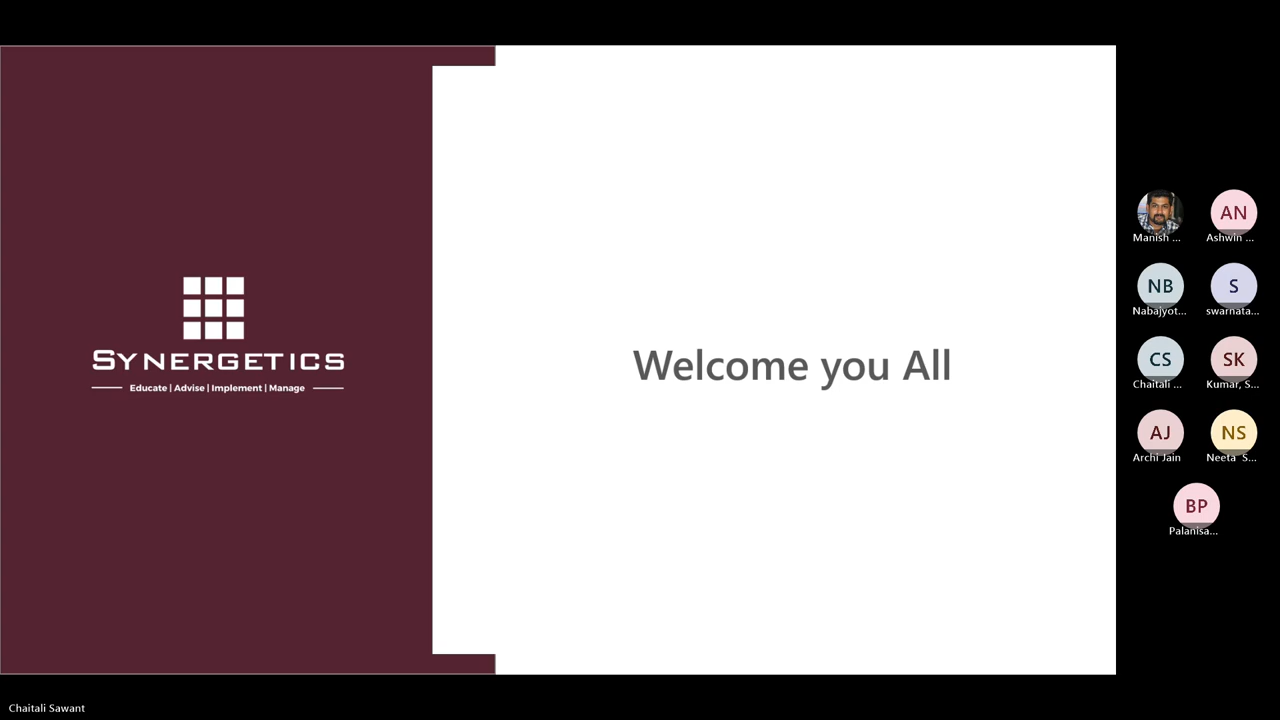 SYNERGETICS
Educate | Advise | Implement | Manage
Welcome you All
Manish ...
AN
Ashwin ...
NB
Nabajyot...
S
swarnata...
CS
Chaitali ...
SK
Kumar, S...
AJ
Archi Jain
NS
Neeta S...
BP
Palanisa...
Chaitali Sawant